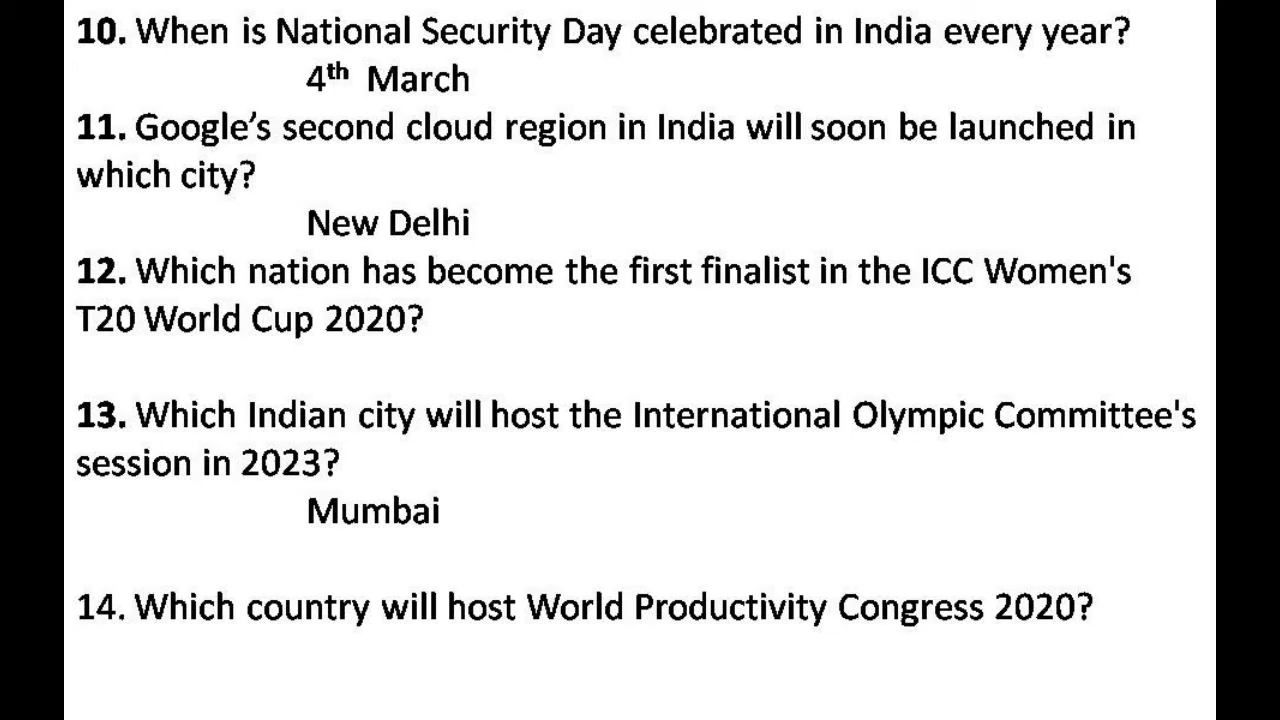 10. When is National Security Day celebrated in India every year?
4th March
11. Google’s second cloud region in India will soon be launched in
which city?
New Delhi
12. Which nation has become the first finalist in the ICC Women's
T20 World Cup 2020?
13. Which Indian city will host the International Olympic Committee's
session in 2023?
Mumbai
14. Which country will host World Productivity Congress 2020?